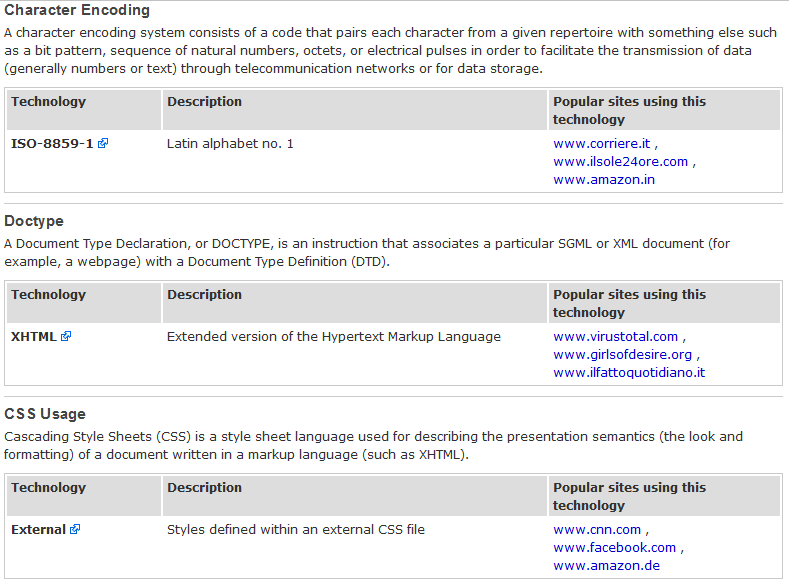 Character Encoding
A character encoding system consists of a code that pairs each character from a given repertoire with something else such
as a bit pattern, sequence of natural numbers, octets, or electrical pulses in order to facilitate the transmission of data
(generally numbers or text) through telecommunication networks or for data storage.
Technology Description Popular sites using this
technology
ISO-8859-1 Latin alphabet no. 1 www.corriere.it ,
www.ilsole24ore.com ,
www.amazon.in
Doctype
A Document Type Declaration, or DOCTYPE, is an instruction that associates a particular SGML or XML document (for
example, a webpage) with a Document Type Definition (DTD).
Technology Description Popular sites using this
technology
XHTML Extended version of the Hypertext Markup Language www.virustotal.com ,
www.girlsofdesire.org ,
www.ilfattoquotidiano.it
CSS Usage
Cascading Style Sheets (CSS) is a style sheet language used for describing the presentation semantics (the look and
formatting) of a document written in a markup language (such as XHTML).
Technology Description Popular sites using this
technology
External Styles defined within an external CSS file www.cnn.com ,
www.facebook.com ,
www.amazon.de